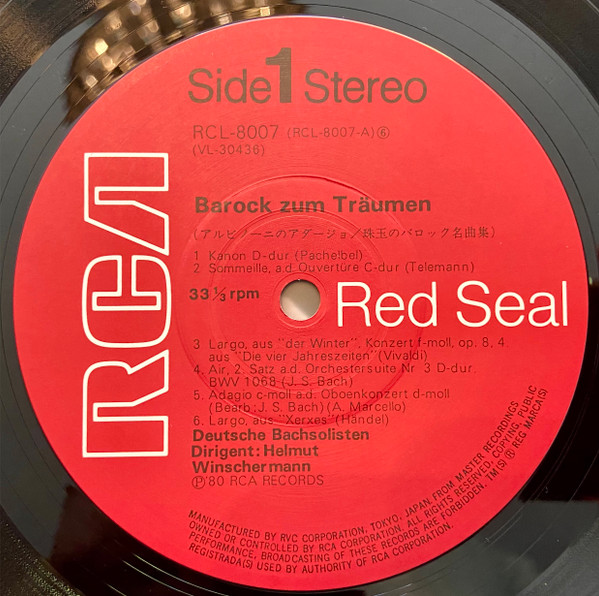 Side 1 Stereo
RCL-8007 (RCL-8007-A)⑥
(VL-30436)
RCA
Barock zum Träumen
(アルビノーニのアダージョ/珠玉のバロック名曲集)
1 Kanon D-dur (Pachelbel)
2 Sommeille, a.d. Ouvertüre C-dur (Telemann)
33 1/3 rpm
Red Seal
3 Largo, aus "der Winter", Konzert f-moll, op. 8, 4
aus "Die vier Jahreszeiten" (Vivaldi)
4. Air, 2. Satz a.d. Orchestersuite Nr 3 D-dur
BWV 1068 (J. S. Bach)
5. Adagio c-moll a.d. Oboenkonzert d-moll
(Bearb: J. S. Bach) (A. Marcello)
6. Largo, aus "Xerxes" (Händel)
Deutsche Bachsolisten
Dirigent: Helmut
Winschermann
Ⓟ'80 RCA RECORDS
MANUFACTURED BY RVC CORPORATION, TOKYO, JAPAN, FROM MASTER RECORDINGS
OWNED OR CONTROLLED BY RCA CORPORATION. ALL RIGHTS RESERVED, COPYING, PUBLIC
PERFORMANCE, BROADCASTING OF THESE RECORDS ARE FORBIDDEN, TM(S) ® REG MARCA(S)
REGISTRADA(S) USED BY AUTHORITY OF RCA CORPORATION.